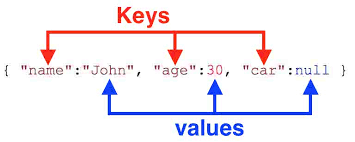 Keys
{ "name":"John", "age":30, "car":null }
values